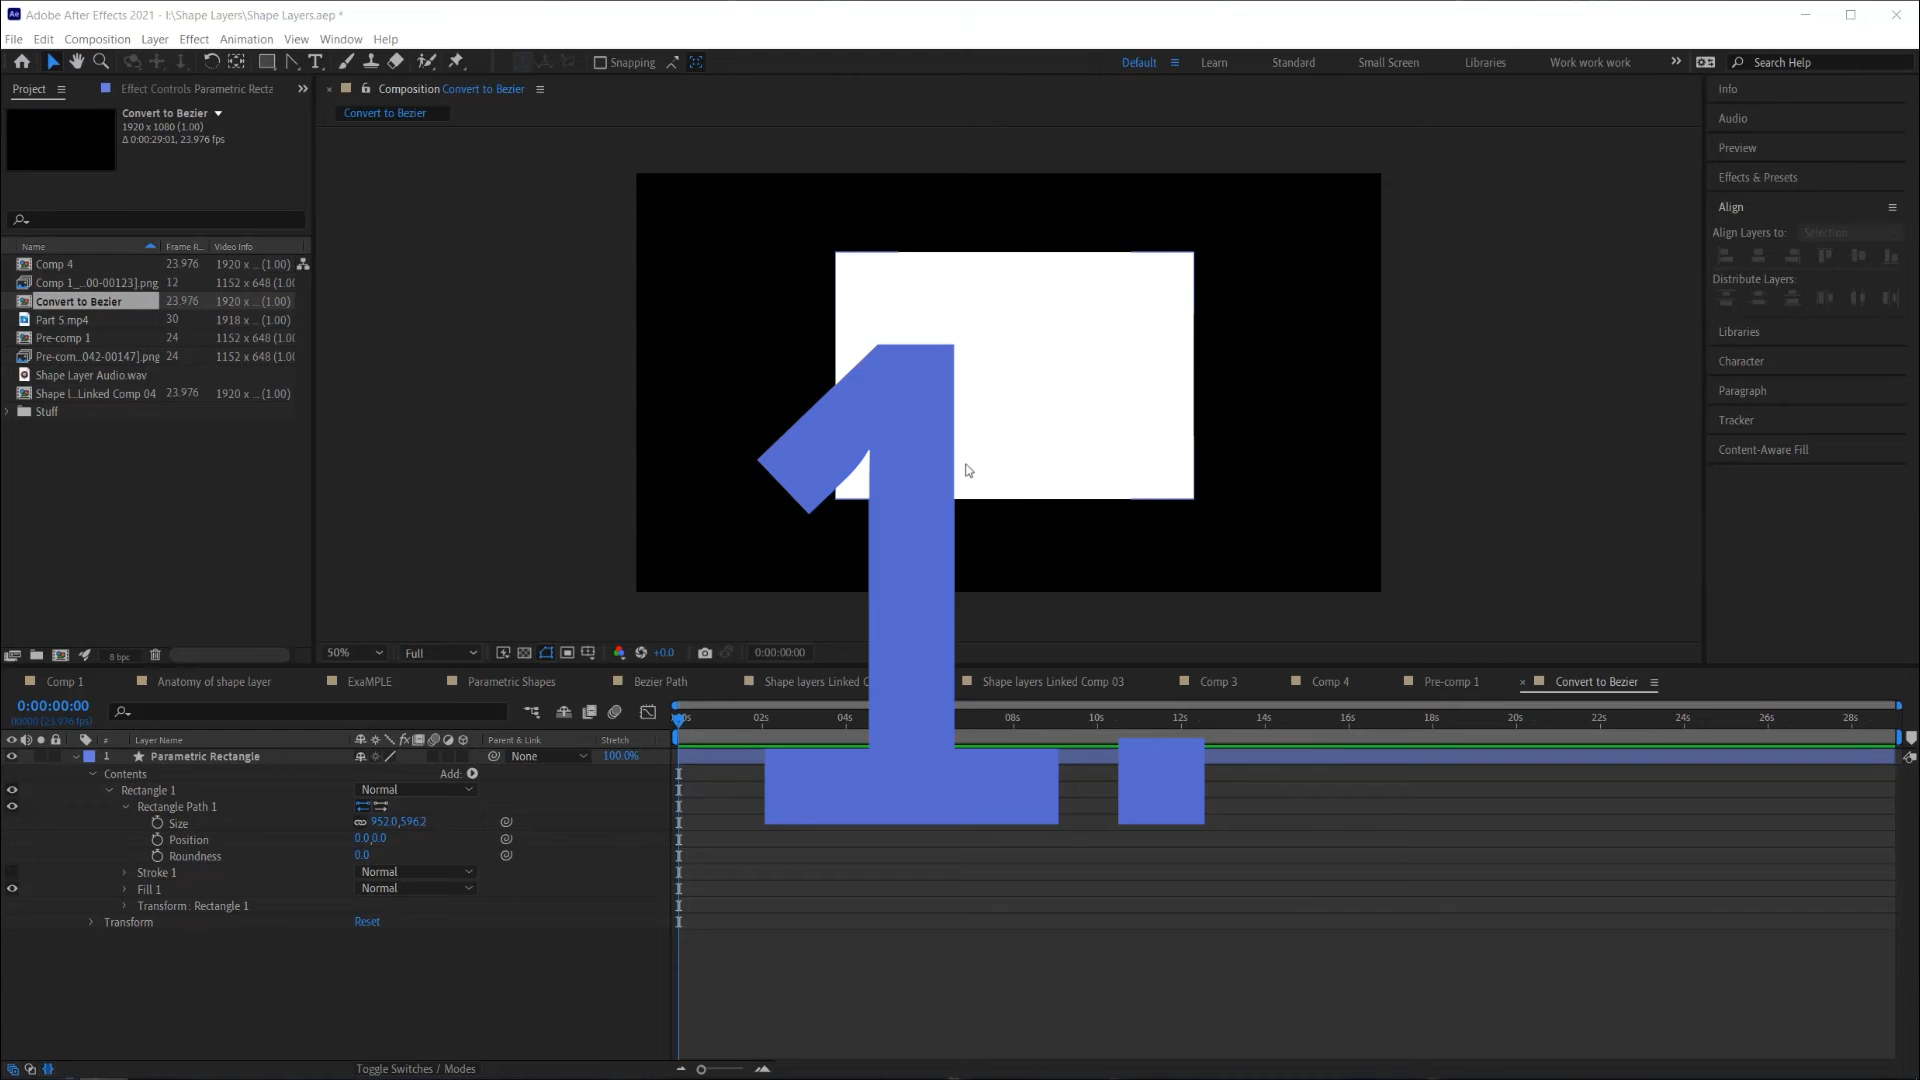 Adobe After Effects 2021 - I:\Shape Layers\Shape Layers.aep *
File Edit Composition Layer Effect Animation View Window Help
Snapping Default Learn Standard Small Screen Libraries Work work work Search Help
Project Effect Controls Parametric Recta
Composition Convert to Bezier
Convert to Bezier
Convert to Bezier
1920 x 1080 (1.00)
Δ 0:00:29:01, 23.976 fps
Name Frame R... Video Info
Comp 4 23.976 1920 x ... (1.00)
Comp 1_...00-00123].png 12 1152 x 648 (1.00
Convert to Bezier 23.976 1920 x ... (1.00)
Part 5.mp4 30 1918 x ... (1.00)
Pre-comp 1 24 1152 x 648 (1.00
Pre-com...042-00147].png 24 1152 x 648 (1.00
Shape Layer Audio.wav
Shape l...Linked Comp 04 23.976 1920 x ... (1.00)
Stuff
8 bpc
1.
50% Full +0.0 0:00:00:00
Info
Audio
Preview
Effects & Presets
Align
Align Layers to: Selection
Distribute Layers:
Libraries
Character
Paragraph
Tracker
Content-Aware Fill
Comp 1 Anatomy of shape layer ExaMPLE Parametric Shapes Bezier Path Shape layers Linked C Shape layers Linked Comp 03 Comp 3 Comp 4 Pre-comp 1 Convert to Bezier
0:00:00:00
00000 (23.976 fps)
02s 04s 08s 10s 12s 14s 16s 18s 20s 22s 24s 26s 28s
# Layer Name Parent & Link Stretch
1 Parametric Rectangle None 100.0%
Contents Add:
Rectangle 1 Normal
Rectangle Path 1
Size 952.0,596.2
Position 0.0,0.0
Roundness 0.0
Stroke 1 Normal
Fill 1 Normal
Transform : Rectangle 1
Transform Reset
Toggle Switches / Modes